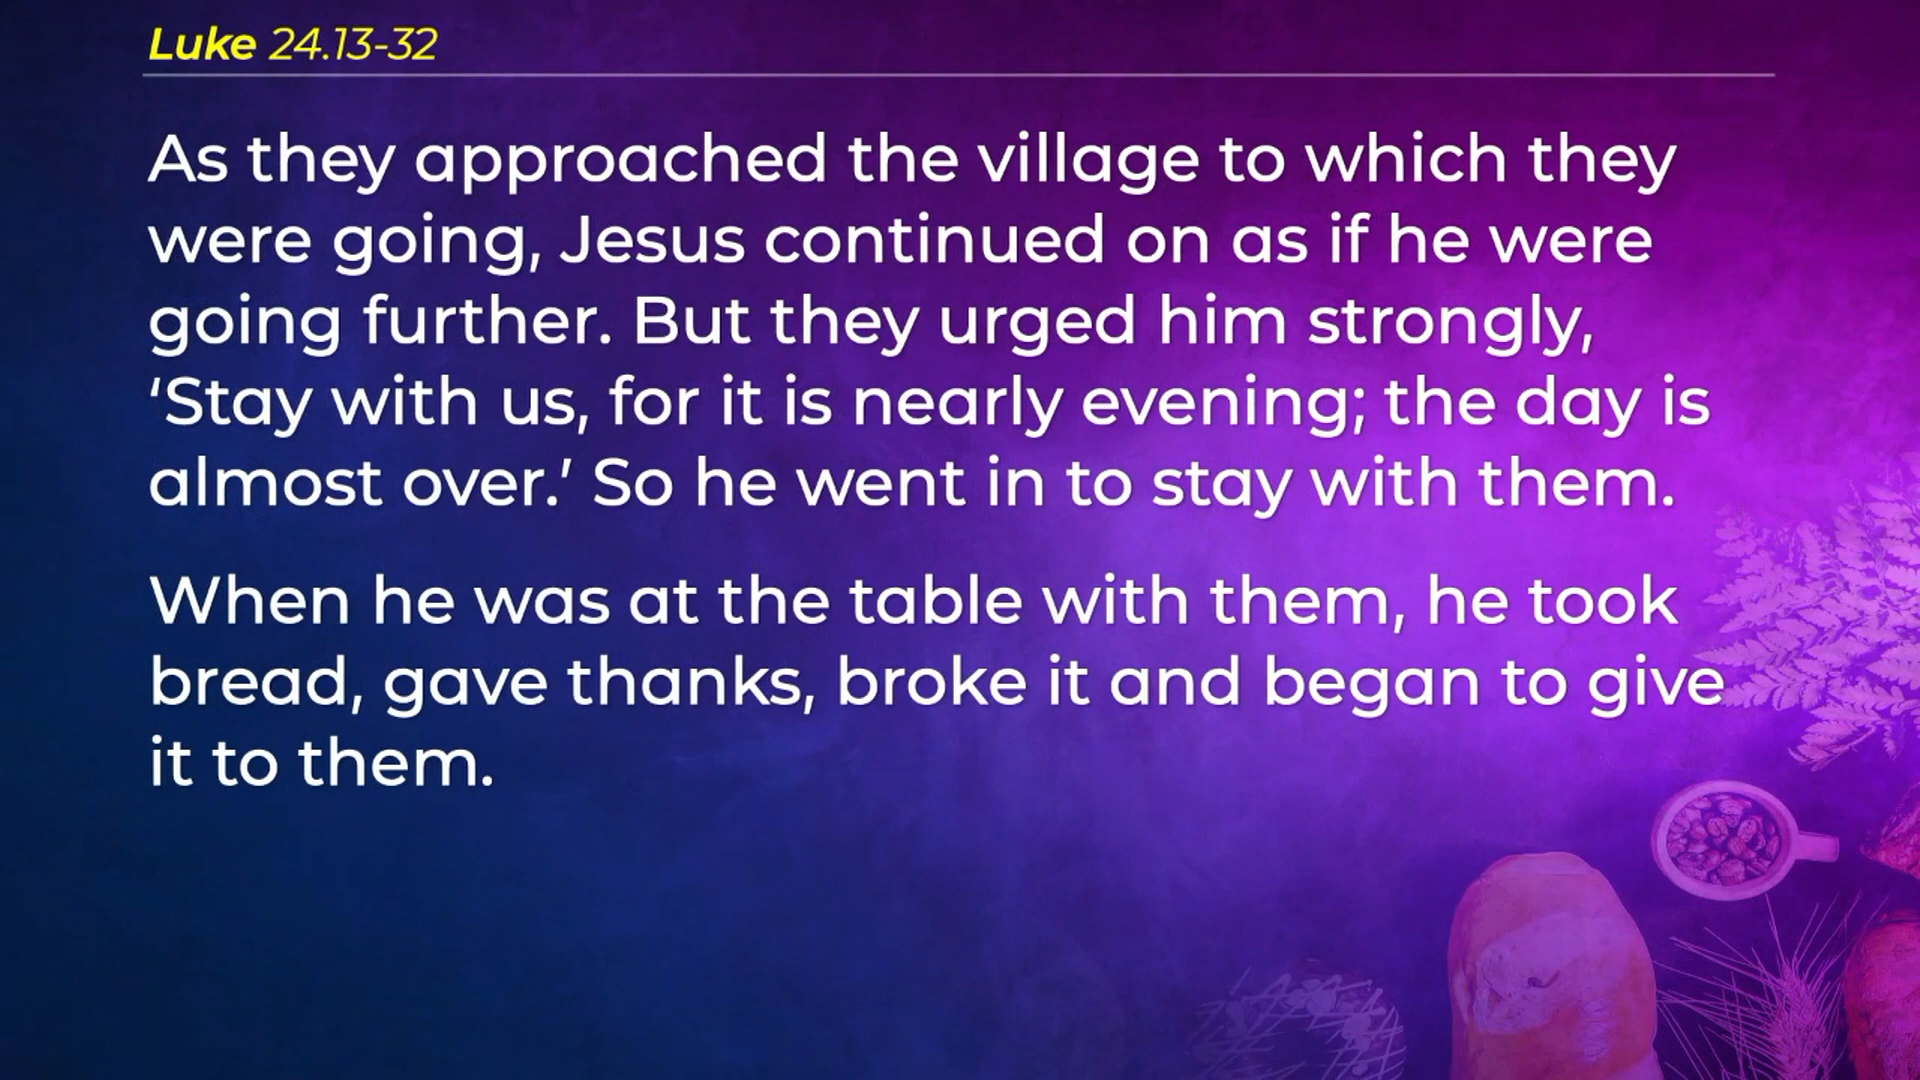 Luke 24.13-32
As they approached the village to which they
were going, Jesus continued on as if he were
going further. But they urged him strongly,
‘Stay with us, for it is nearly evening; the day is
almost over.’ So he went in to stay with them.
When he was at the table with them, he took
bread, gave thanks, broke it and began to give
it to them.